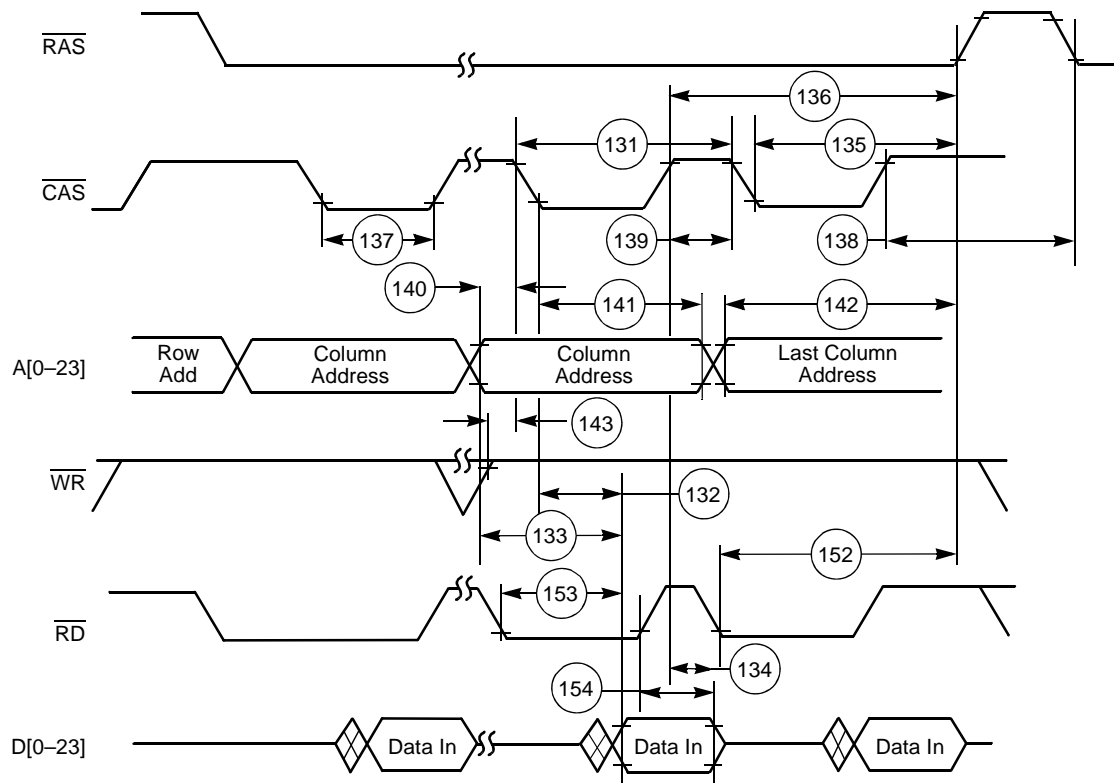 RAS
136
131
135
CAS
137
139
138
140
141
142
A[0–23]
Row
Add
Column
Address
Column
Address
Last Column
Address
143
WR
132
133
152
153
RD
134
154
D[0–23]
Data In
Data In
Data In